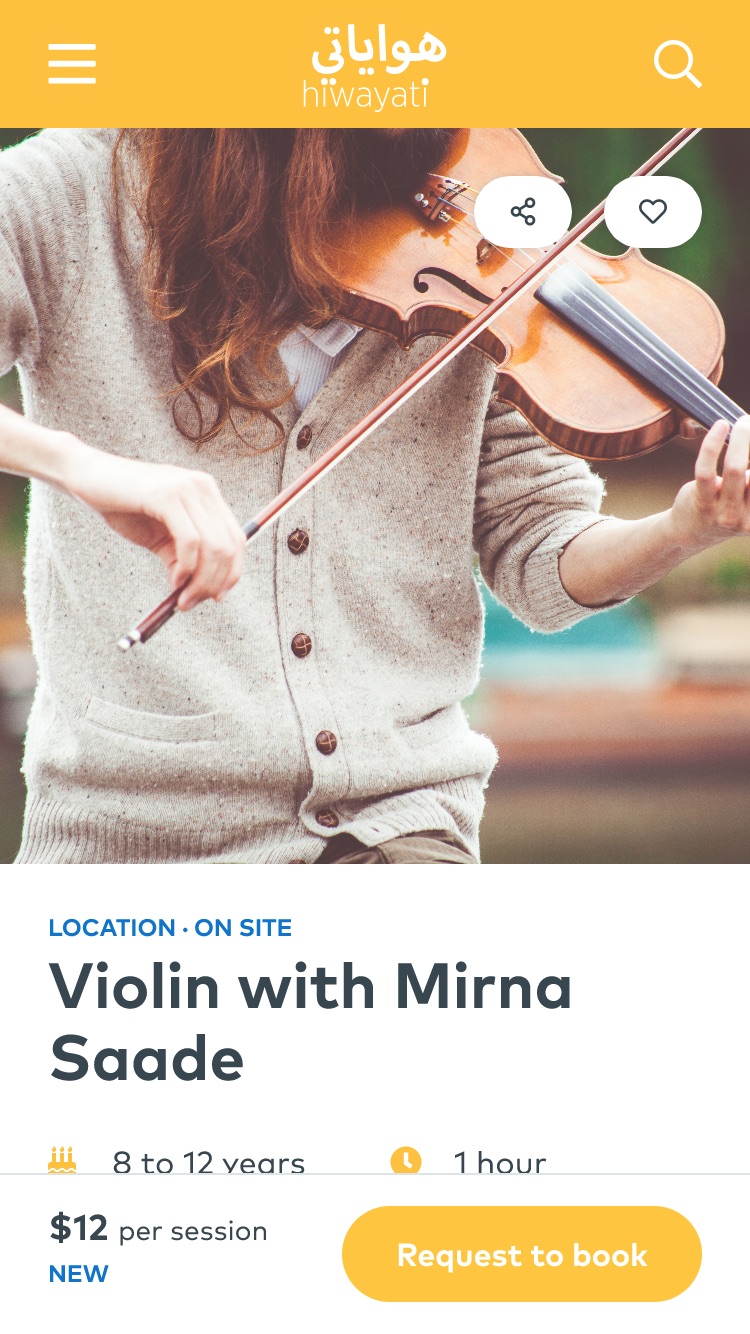 هواياتي
hiwayati
LOCATION · ON SITE
Violin with Mirna
Saade
8 to 12 years
1 hour
$12 per session
NEW
Request to book